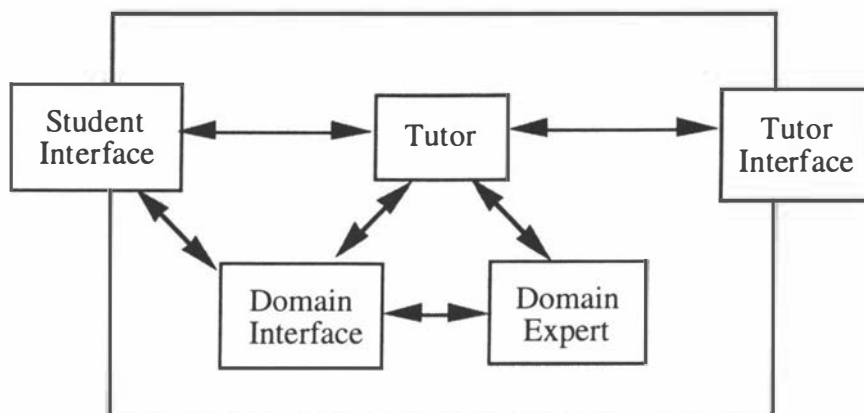 Student
Interface
Tutor
Tutor
Interface
Domain
Interface
Domain
Expert